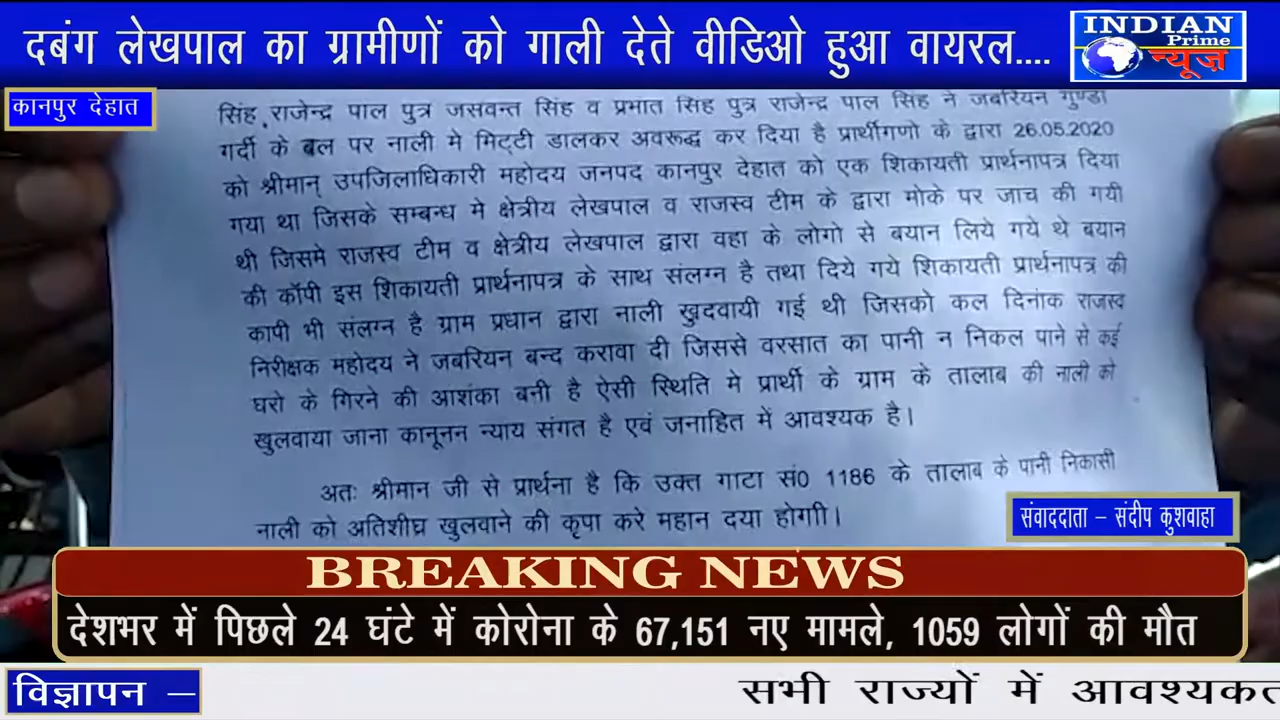 दबंग लेखपाल का ग्रामीणों को गाली देते वीडिओ हुआ वायरल....
INDIAN
Prime
न्यूज़
कानपुर देहात
सिंह, राजेन्द्र पाल पुत्र जसवन्त सिंह व प्रभात सिंह पुत्र राजेन्द्र पाल सिंह ने जबरियन गुण्डा
गर्दी के बल पर नाली मे मिट्टी डालकर अवरूद्ध कर दिया है प्रार्थीगणो के द्वारा 26.05.2020
को श्रीमान् उपजिलाधिकारी महोदय जनपद कानपुर देहात को एक शिकायती प्रार्थनापत्र दिया
गया था जिसके सम्बन्ध मे क्षेत्रीय लेखपाल व राजस्व टीम के द्वारा मोके पर जाच की गयी
थी जिसमे राजस्व टीम व क्षेत्रीय लेखपाल द्वारा वहा के लोगो से बयान लिये गये थे बयान
की कॉपी इस शिकायती प्रार्थनापत्र के साथ संलग्न है तथा दिये गये शिकायती प्रार्थनापत्र की
कापी भी संलग्न है ग्राम प्रधान द्वारा नाली खुदवायी गई थी जिसको कल दिनांक राजस्व
निरीक्षक महोदय ने जबरियन बन्द करावा दी जिससे वरसात का पानी न निकल पाने से कई
घरो के गिरने की आशंका बनी है ऐसी स्थिति मे प्रार्थी के ग्राम के तालाब की नाली को
खुलवाया जाना कानूनन न्याय संगत है एवं जनाहित में आवश्यक है।
अतः श्रीमान जी से प्रार्थना है कि उक्त गाटा सं0 1186 के तालाब के पानी निकासी
नाली को अतिशीघ्र खुलवाने की कृपा करे महान दया होगाी।
संवाददाता – संदीप कुशवाहा
BREAKING NEWS
देशभर में पिछले 24 घंटे में कोरोना के 67,151 नए मामले, 1059 लोगों की मौत
विज्ञापन –
सभी राज्यों में आवश्यकत